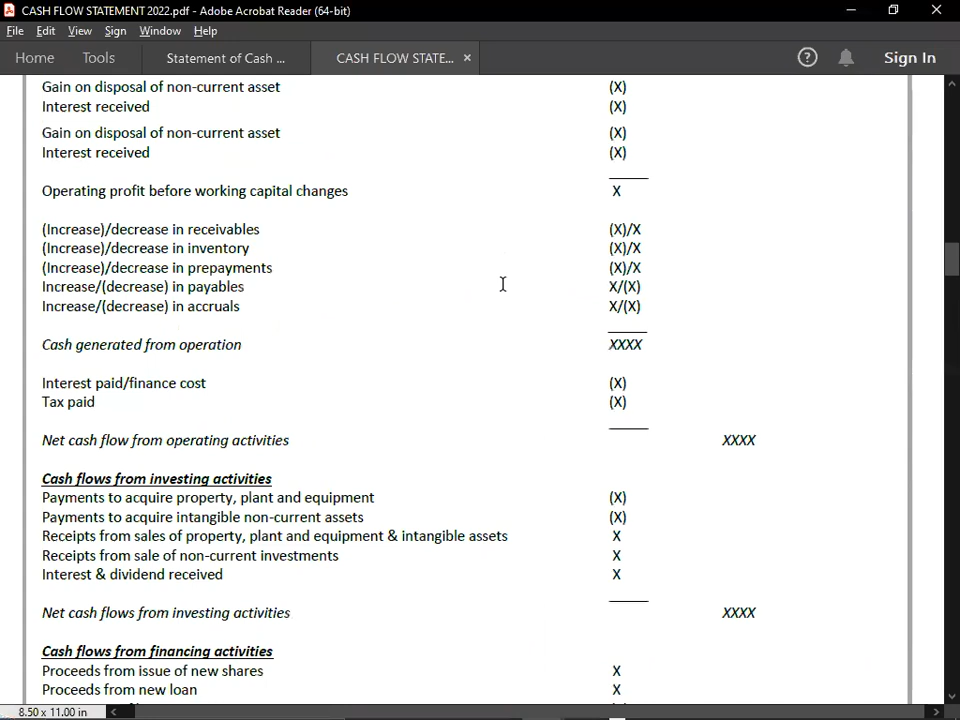 CASH FLOW STATEMENT 2022.pdf - Adobe Acrobat Reader (64-bit)
File Edit View Sign Window Help
Home Tools Statement of Cash ... CASH FLOW STATE... × ? Sign In
Gain on disposal of non-current asset (X)
Interest received (X)
Gain on disposal of non-current asset (X)
Interest received (X)
Operating profit before working capital changes X
(Increase)/decrease in receivables (X)/X
(Increase)/decrease in inventory (X)/X
(Increase)/decrease in prepayments (X)/X
Increase/(decrease) in payables X/(X)
Increase/(decrease) in accruals X/(X)
Cash generated from operation XXXX
Interest paid/finance cost (X)
Tax paid (X)
Net cash flow from operating activities XXXX
Cash flows from investing activities
Payments to acquire property, plant and equipment (X)
Payments to acquire intangible non-current assets (X)
Receipts from sales of property, plant and equipment & intangible assets X
Receipts from sale of non-current investments X
Interest & dividend received X
Net cash flows from investing activities XXXX
Cash flows from financing activities
Proceeds from issue of new shares X
Proceeds from new loan X
8.50 x 11.00 in